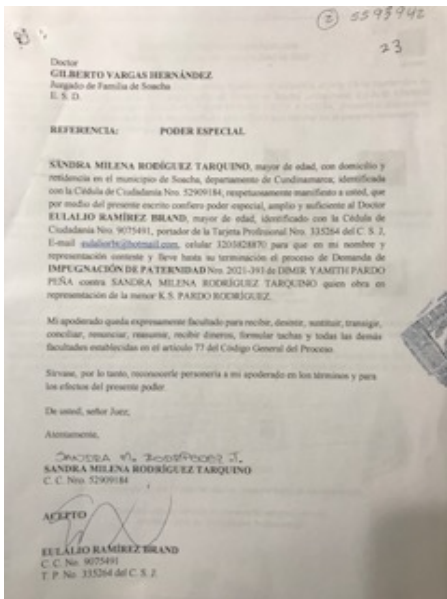 ② 5593942
23
Doctor
GILBERTO VARGAS HERNÁNDEZ
Juzgado de Familia de Soacha
E. S. D.
REFERENCIA: PODER ESPECIAL
SANDRA MILENA RODÍGUEZ TARQUINO, mayor de edad, con domicilio y
residencia en el municipio de Soacha, departamento de Cundinamarca, identificada
con la Cédula de Ciudadanía Nro. 52909184, respetuosamente manifiesto a usted, que
por medio del presente escrito confiero poder especial, amplio y suficiente al Doctor
EULALIO RAMÍREZ BRAND, mayor de edad, identificado con la Cédula de
Ciudadanía Nro. 9075491, portador de la Tarjeta Profesional Nro. 335264 del C. S. J,
E-mail eulaliorbr@hotmail.com, celular 3205828870 para que en mi nombre y
representación conteste y lleve hasta su terminación el proceso de Demanda de
IMPUGNACIÓN DE PATERNIDAD Nro. 2021-393 de DIMIR YAMITH PARDO
PEÑA contra SANDRA MILENA RODRÍGUEZ TARQUINO quien obra en
representación de la menor K.S. PARDO RODRÍGUEZ.
Mi apoderado queda expresamente facultado para recibir, desistir, sustituir, transigir,
conciliar, renunciar, reasumir, recibir dineros, formular tachas y todas las demás
facultades establecidas en el artículo 77 del Código General del Proceso.
Sírvase, por lo tanto, reconocerle personería a mi apoderado en los términos y para
los efectos del presente poder.
De usted, señor Juez,
Atentamente,
SANDRA M. RODRÍGUEZ T.
SANDRA MILENA RODRÍGUEZ TARQUINO
C. C. Nro. 52909184
ACEPTO
EULALIO RAMÍREZ BRAND
C. C. No. 9075491
T. P. No. 335264 del C. S. J.